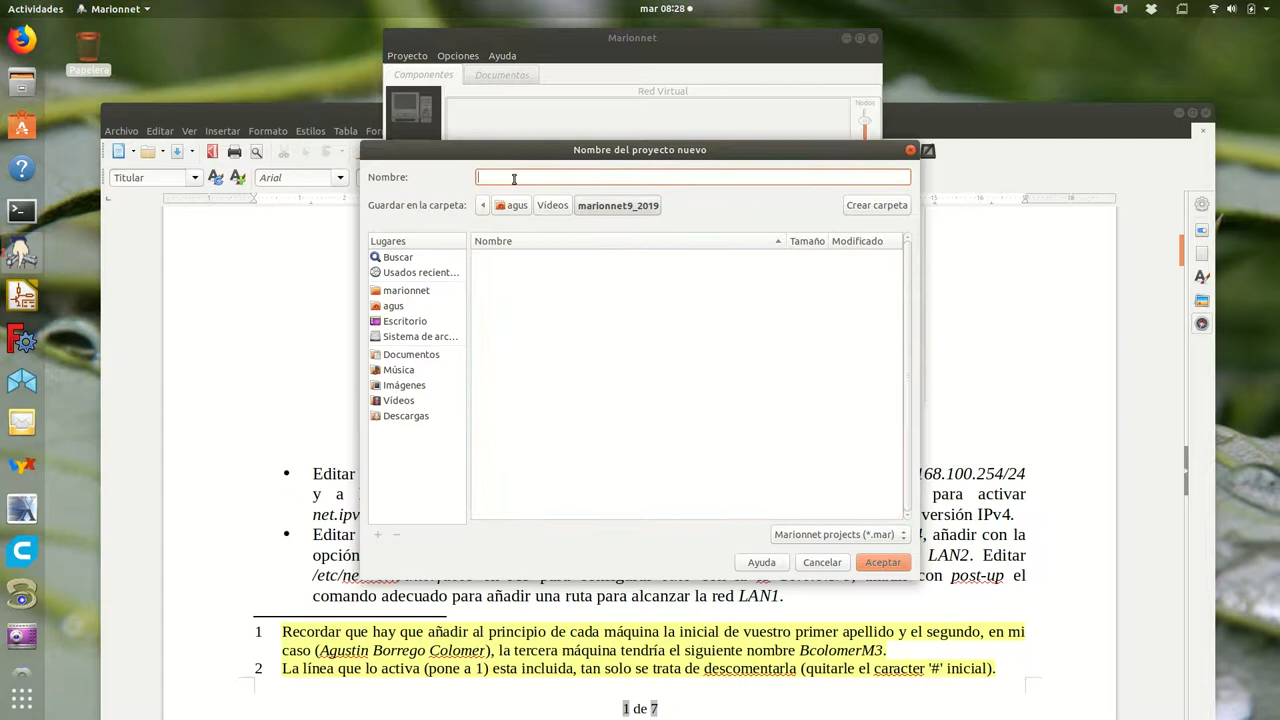 Actividades Marionnet mar 08:28
Papelera
Marionnet
Proyecto Opciones Ayuda
Componentes Documentos
Red Virtual
Nodos
Archivo Editar Ver Insertar Formato Estilos Tabla
Titular Arial
Nombre del proyecto nuevo
Nombre:
Guardar en la carpeta: agus Vídeos marionnet9_2019 Crear carpeta
Lugares
Buscar
Usados recient...
marionnet
agus
Escritorio
Sistema de arc...
Documentos
Música
Imágenes
Vídeos
Descargas
Nombre Tamaño Modificado
Marionnet projects (*.mar)
Ayuda Cancelar Aceptar
18
• Editar 168.100.254/24
y a para activar
net.ipv versión IPv4.
• Editar añadir con la
opción LAN2. Editar
con post-up el
comando adecuado para añadir una ruta para alcanzar la red LAN1.
1 Recordar que hay que añadir al principio de cada máquina la inicial de vuestro primer apellido y el segundo, en mi
caso (Agustin Borrego Colomer), la tercera máquina tendría el siguiente nombre BcolomerM3.
2 La línea que lo activa (pone a 1) esta incluida, tan solo se trata de descomentarla (quitarle el caracter '#' inicial).
1 de 7